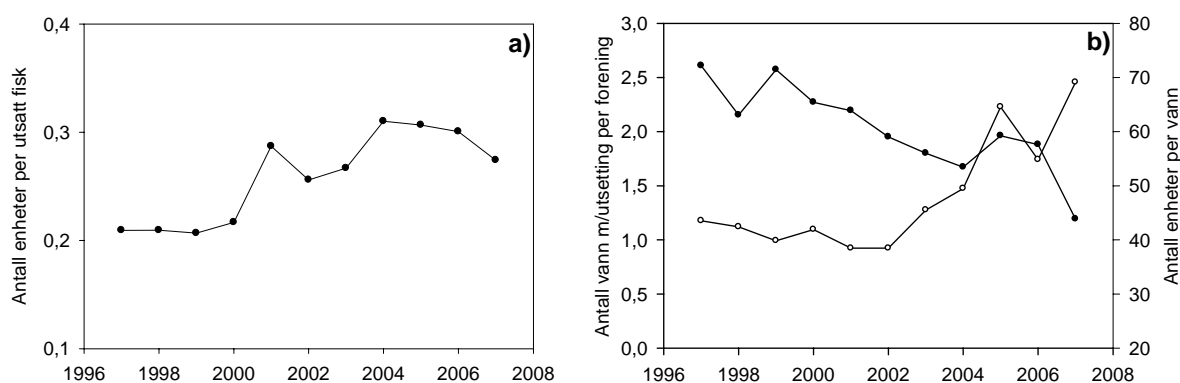 Antall enheter per utsatt fisk
0,4
0,3
0,2
0,1
a)
1996 1998 2000 2002 2004 2006 2008
Antall vann m/utsetting per forening
3,0
2,5
2,0
1,5
1,0
0,5
0,0
b)
80
70
60
50
40
30
20
Antall enheter per vann
1996 1998 2000 2002 2004 2006 2008